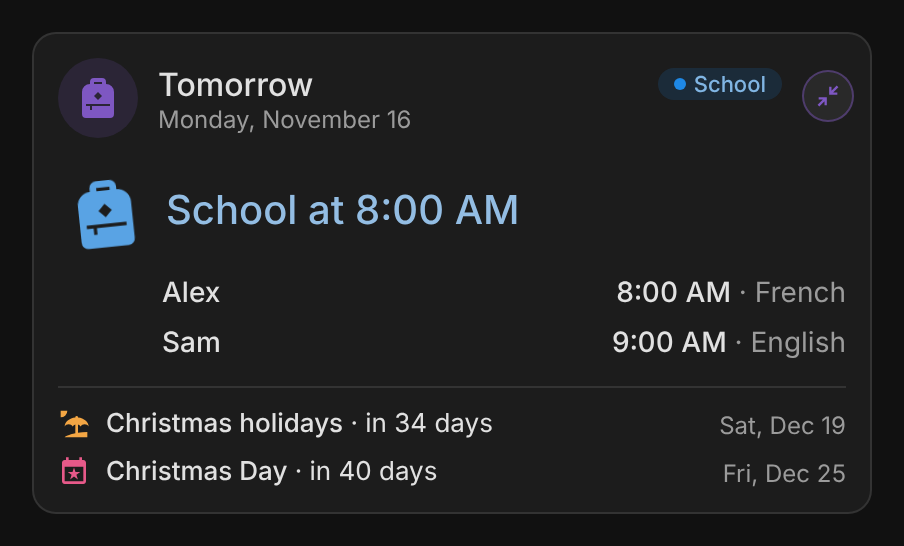 Tomorrow
Monday, November 16
School
School at 8:00 AM
Alex 8:00 AM · French
Sam 9:00 AM · English
Christmas holidays · in 34 days Sat, Dec 19
Christmas Day · in 40 days Fri, Dec 25